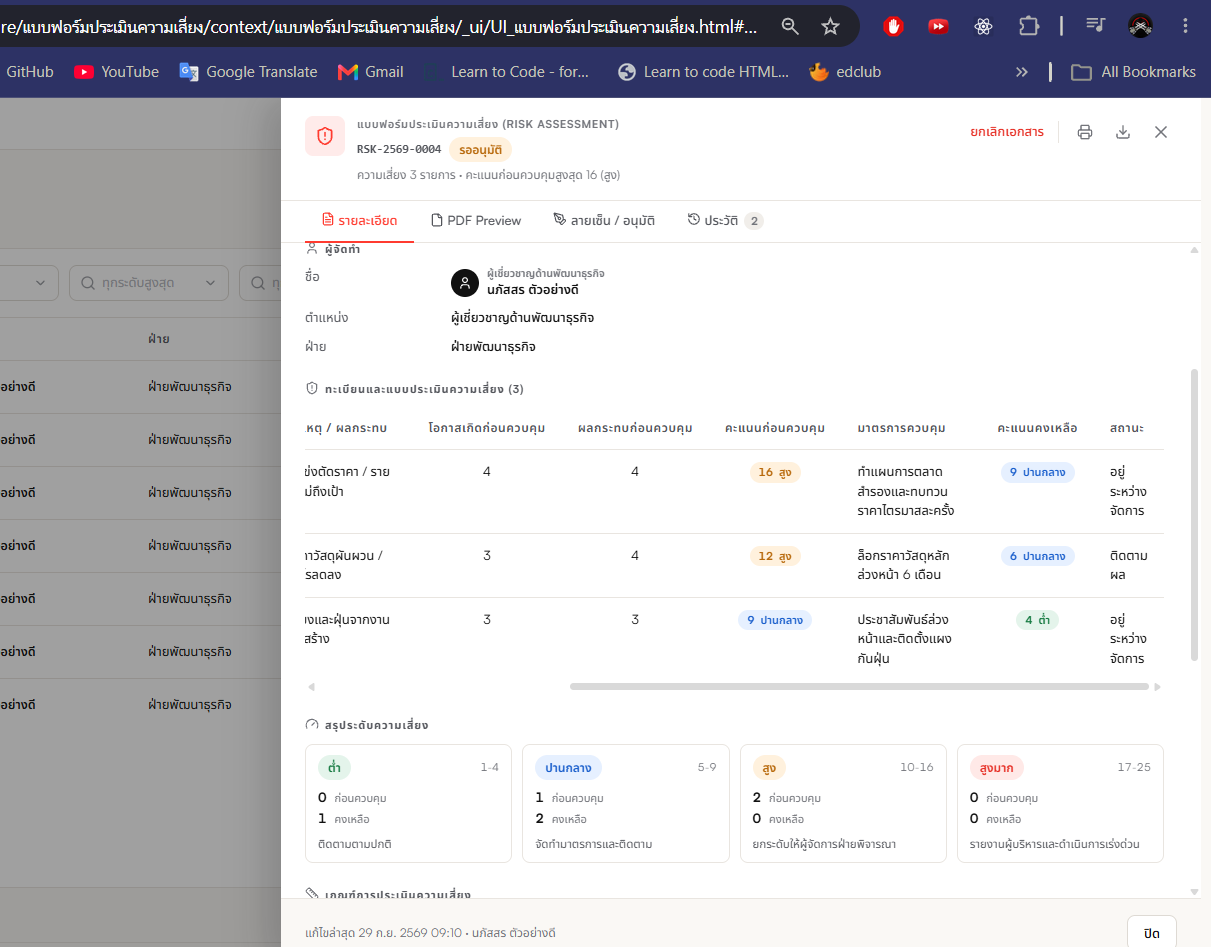 re/แบบฟอร์มประเมินความเสี่ยง/context/แบบฟอร์มประเมินความเสี่ยง/_ui/UI_แบบฟอร์มประเมินความเสี่ยง.html#...
GitHub YouTube Google Translate Gmail Learn to Code - for... Learn to code HTML... edclub » All Bookmarks
แบบฟอร์มประเมินความเสี่ยง (RISK ASSESSMENT)
RSK-2569-0004 รออนุมัติ
ความเสี่ยง 3 รายการ • คะแนนก่อนควบคุมสูงสุด 16 (สูง)
ยกเลิกเอกสาร
รายละเอียด PDF Preview ลายเซ็น / อนุมัติ ประวัติ 2
ทุกระดับสูงสุด
ฝ่าย
อย่างดี ฝ่ายพัฒนาธุรกิจ
อย่างดี ฝ่ายพัฒนาธุรกิจ
อย่างดี ฝ่ายพัฒนาธุรกิจ
อย่างดี ฝ่ายพัฒนาธุรกิจ
อย่างดี ฝ่ายพัฒนาธุรกิจ
อย่างดี ฝ่ายพัฒนาธุรกิจ
อย่างดี ฝ่ายพัฒนาธุรกิจ
ผู้จัดทำ
ชื่อ
ผู้เชี่ยวชาญด้านพัฒนาธุรกิจ
นภัสสร ตัวอย่างดี
ตำแหน่ง ผู้เชี่ยวชาญด้านพัฒนาธุรกิจ
ฝ่าย ฝ่ายพัฒนาธุรกิจ
ทะเบียนและแบบประเมินความเสี่ยง (3)
หตุ / ผลกระทบ โอกาสเกิดก่อนควบคุม ผลกระทบก่อนควบคุม คะแนนก่อนควบคุม มาตรการควบคุม คะแนนคงเหลือ สถานะ
ข่งตัดราคา / ราย 4 4 16 สูง ทำแผนการตลาด 9 ปานกลาง อยู่
ม่ถึงเป้า สำรองและทบทวน ระหว่าง
ราคาไตรมาสละครั้ง จัดการ
าวัสดุผันผวน / 3 4 12 สูง ล็อกราคาวัสดุหลัก 6 ปานกลาง ติดตาม
รลดลง ล่วงหน้า 6 เดือน ผล
งและฝุ่นจากงาน 3 3 9 ปานกลาง ประชาสัมพันธ์ล่วง 4 ต่ำ อยู่
สร้าง หน้าและติดตั้งแผง ระหว่าง
กันฝุ่น จัดการ
สรุประดับความเสี่ยง
ต่ำ 1-4 ปานกลาง 5-9 สูง 10-16 สูงมาก 17-25
0 ก่อนควบคุม 1 ก่อนควบคุม 2 ก่อนควบคุม 0 ก่อนควบคุม
1 คงเหลือ 2 คงเหลือ 0 คงเหลือ 0 คงเหลือ
ติดตามตามปกติ จัดทำมาตรการและติดตาม ยกระดับให้ผู้จัดการฝ่ายพิจารณา รายงานผู้บริหารและดำเนินการเร่งด่วน
เกณฑ์การประเมินความเสี่ยง
แก้ไขล่าสุด 29 ก.ย. 2569 09:10 • นภัสสร ตัวอย่างดี
ปิด